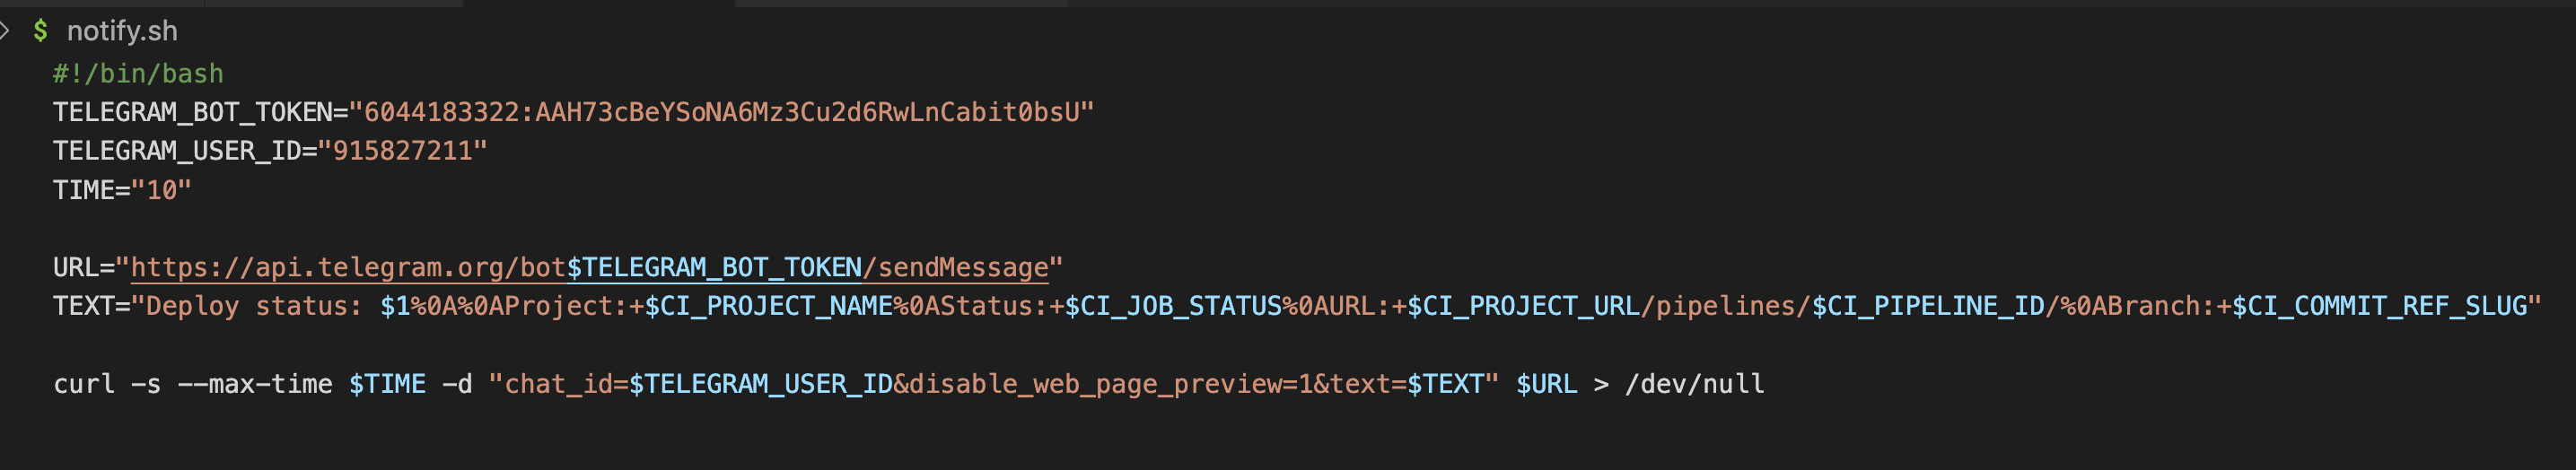 $ notify.sh
#!/bin/bash
TELEGRAM_BOT_TOKEN="6044183322:AAH73cBeYSoNA6Mz3Cu2d6RwLnCabit0bsU"
TELEGRAM_USER_ID="915827211"
TIME="10"
URL="https://api.telegram.org/bot$TELEGRAM_BOT_TOKEN/sendMessage"
TEXT="Deploy status: $1%0A%0AProject:+$CI_PROJECT_NAME%0AStatus:+$CI_JOB_STATUS%0AURL:+$CI_PROJECT_URL/pipelines/$CI_PIPELINE_ID/%0ABranch:+$CI_COMMIT_REF_SLUG"
curl -s --max-time $TIME -d "chat_id=$TELEGRAM_USER_ID&disable_web_page_preview=1&text=$TEXT" $URL > /dev/null